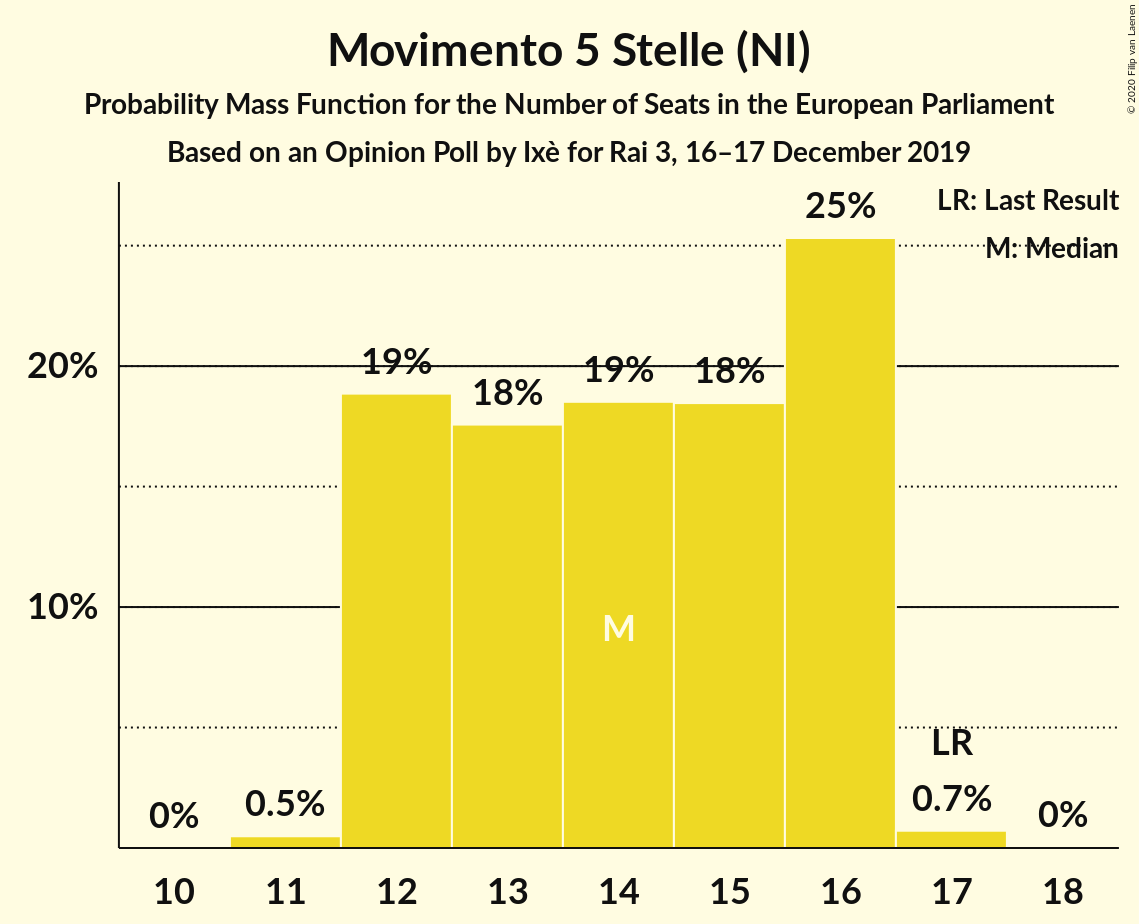 Movimento 5 Stelle (NI)
Probability Mass Function for the Number of Seats in the European Parliament
Based on an Opinion Poll by Ixè for Rai 3, 16–17 December 2019
© 2020 Filip van Laenen
LR: Last Result
M: Median
25%
20%
19%
18%
19%
18%
10%
M
LR
0%
0.5%
0.7%
0%
10 11 12 13 14 15 16 17 18